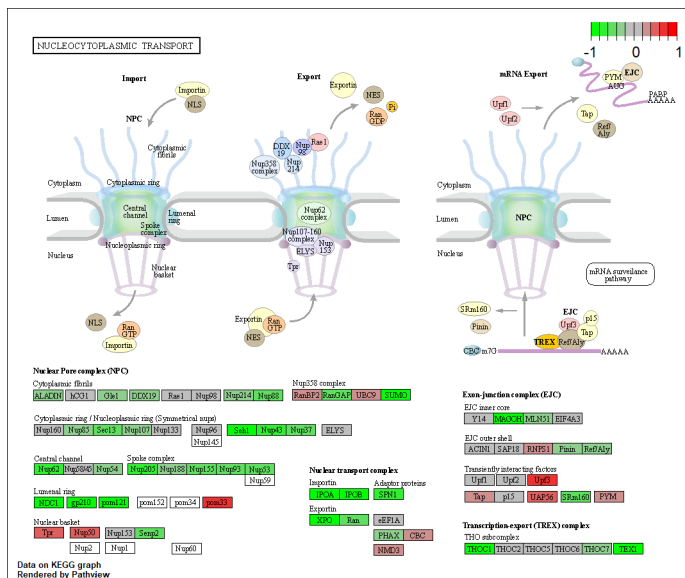 NUCLEOCYTOPLASMIC TRANSPORT
-1 0 1
Import
Export
mRNA Export
Importin
NLS
NPC
Cytoplasmic
fibrils
Exportin
NES
Ran
GDP
Pi
DDX
19
Nup
98
Rae1
Nup358
complex
Nup
214
Upf1
Upf2
PYM
EJC
AUG
PABP
AAAAA
Tap
Ref/
Aly
Cytoplasm
Cytoplasmic ring
Lumen
Central
channel
Lumenal
ring
Spoke
complex
Nucleoplasmic ring
Nucleus
Nuclear
basket
Nup62
complex
Nup107-160
complex
Nup
153
ELYS
Tpr
Cytoplasm
Lumen
NPC
Nucleus
mRNA surveilance
pathway
NLS
Ran
GTP
Importin
Exportin
Ran
GTP
NES
SRm160
Pinin
EJC
Upf3
p15
Tap
TREX
Ref/Aly
CBC
m7G
AAAAA
Nuclear Pore complex (NPC)
Cytoplasmic fibrils
ALADIN hCG1 Gle1 DDX19 Rae1 Nup98 Nup214 Nup88
Nup358 complex
RanBP2 RanGAP UBC9 SUMO
Cytoplasmic ring / Nucleoplasmic ring (Symmetrical nups)
Nup160 Nup85 Sec13 Nup107 Nup133 Nup96 Seh1 Nup43 Nup37 ELYS
Nup145
Central channel
Spoke complex
Nup62 Nup58/45 Nup54 Nup205 Nup188 Nup155 Nup93 Nup53
Nup59
Lumenal ring
NDC1 gp210 pom121 pom152 pom34 pom33
Nuclear basket
Tpr Nup50 Nup153 Senp2
Nup2 Nup1 Nup60
Nuclear transport complex
Importin
Adaptor proteins
IPOA IPOB SPN1
Exportin
XPO Ran eEF1A
PHAX CBC
NMD3
Exon-junction complex (EJC)
EJC inner core
Y14 MAGOH MLN51 EIF4A3
EJC outer shell
ACIN1 SAP18 RNPS1 Pinin Ref/Aly
Transiently interacting factors
Upf1 Upf2 Upf3
Tap p15 UAP56 SRm160 PYM
Transcription-export (TREX) complex
THO subcomplex
THOC1 THOC2 THOC5 THOC6 THOC7 TEX1
Data on KEGG graph
Rendered by Pathview